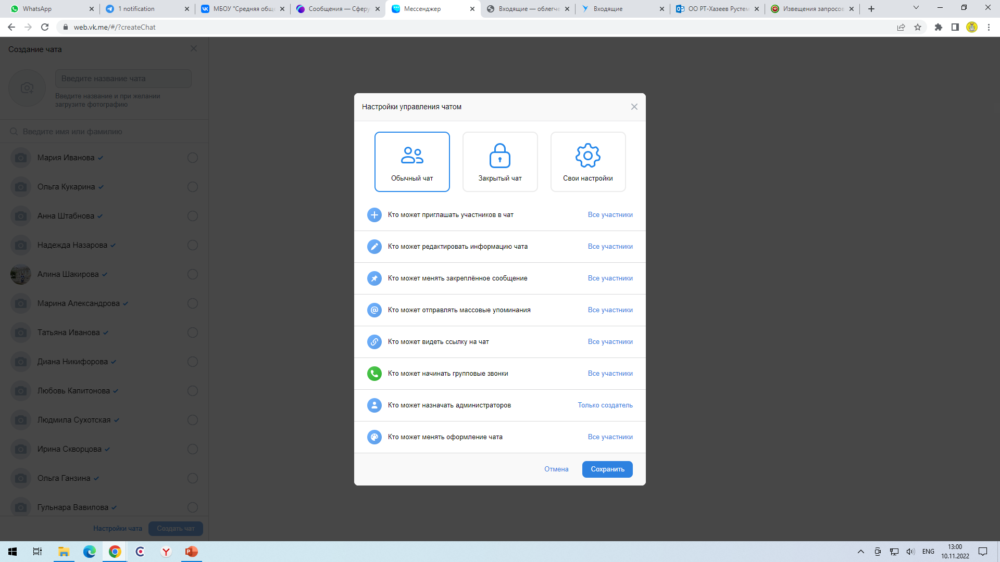 WhatsApp
1 notification
МБОУ "Средняя общ
Сообщения — Сферу
Мессенджер
Входящие — облегче
Входящие
ОО РТ-Хазеев Рустем
Извещения запросов
web.vk.me/#/?createChat
Создание чата
Введите название чата
Введите название и при желании
загрузите фотографию
Введите имя или фамилию
Мария Иванова
Ольга Кукарина
Анна Штабнова
Надежда Назарова
Алина Шакирова
Марина Александрова
Татьяна Иванова
Диана Никифорова
Любовь Капитонова
Людмила Сухотская
Ирина Скворцова
Ольга Ганзина
Гульнара Вавилова
Настройки чата
Создать чат
Настройки управления чатом
Обычный чат
Закрытый чат
Свои настройки
Кто может приглашать участников в чат Все участники
Кто может редактировать информацию чата Все участники
Кто может менять закреплённое сообщение Все участники
Кто может отправлять массовые упоминания Все участники
Кто может видеть ссылку на чат Все участники
Кто может начинать групповые звонки Все участники
Кто может назначать администраторов Только создатель
Кто может менять оформление чата Все участники
Отмена
Сохранить
ENG
13:00
10.11.2022